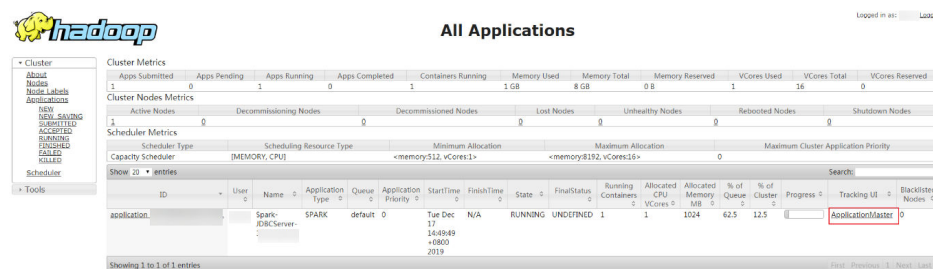 Logged in as:
hadoop
All Applications
Cluster
About
Nodes
Node Labels
Applications
NEW
NEW_SAVING
SUBMITTED
ACCEPTED
RUNNING
FINISHED
FAILED
KILLED
Scheduler
Tools
Cluster Metrics
Apps Submitted Apps Pending Apps Running Apps Completed Containers Running Memory Used Memory Total Memory Reserved VCores Used VCores Total VCores Reserved
1 0 1 0 1 1 GB 8 GB 0 B 1 16 0
Cluster Nodes Metrics
Active Nodes Decommissioning Nodes Decommissioned Nodes Lost Nodes Unhealthy Nodes Rebooted Nodes Shutdown Nodes
1 0 0 0 0 0 0
Scheduler Metrics
Scheduler Type Scheduling Resource Type Minimum Allocation Maximum Allocation Maximum Cluster Application Priority
Capacity Scheduler [MEMORY, CPU] <memory:512, vCores:1> <memory:8192, vCores:16> 0
Show 20 entries Search:
ID User Name Application Type Queue Application Priority StartTime FinishTime State FinalStatus Running Containers Allocated CPU VCores Allocated Memory MB % of Queue % of Cluster Progress Tracking UI Blacklisted Nodes
application_ Spark-JDBCServer- SPARK default 0 Tue Dec 17 14:49:49 +0800 2019 N/A RUNNING UNDEFINED 1 1 1024 62.5 12.5 ApplicationMaster 0
Showing 1 to 1 of 1 entries First Previous 1 Next Last